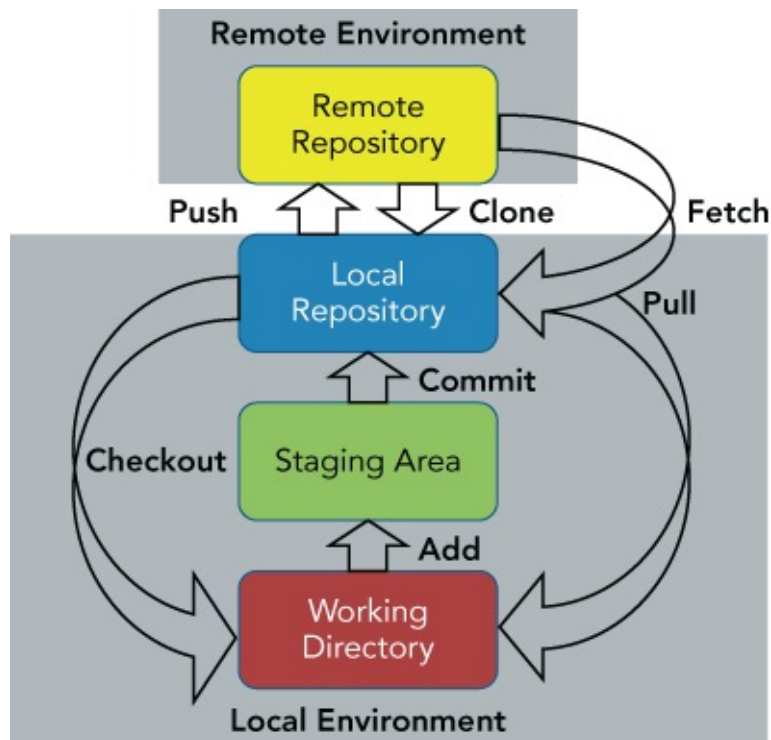 Remote Environment
Remote
Repository
Push
Clone
Fetch
Local
Repository
Pull
Commit
Checkout
Staging Area
Add
Working
Directory
Local Environment